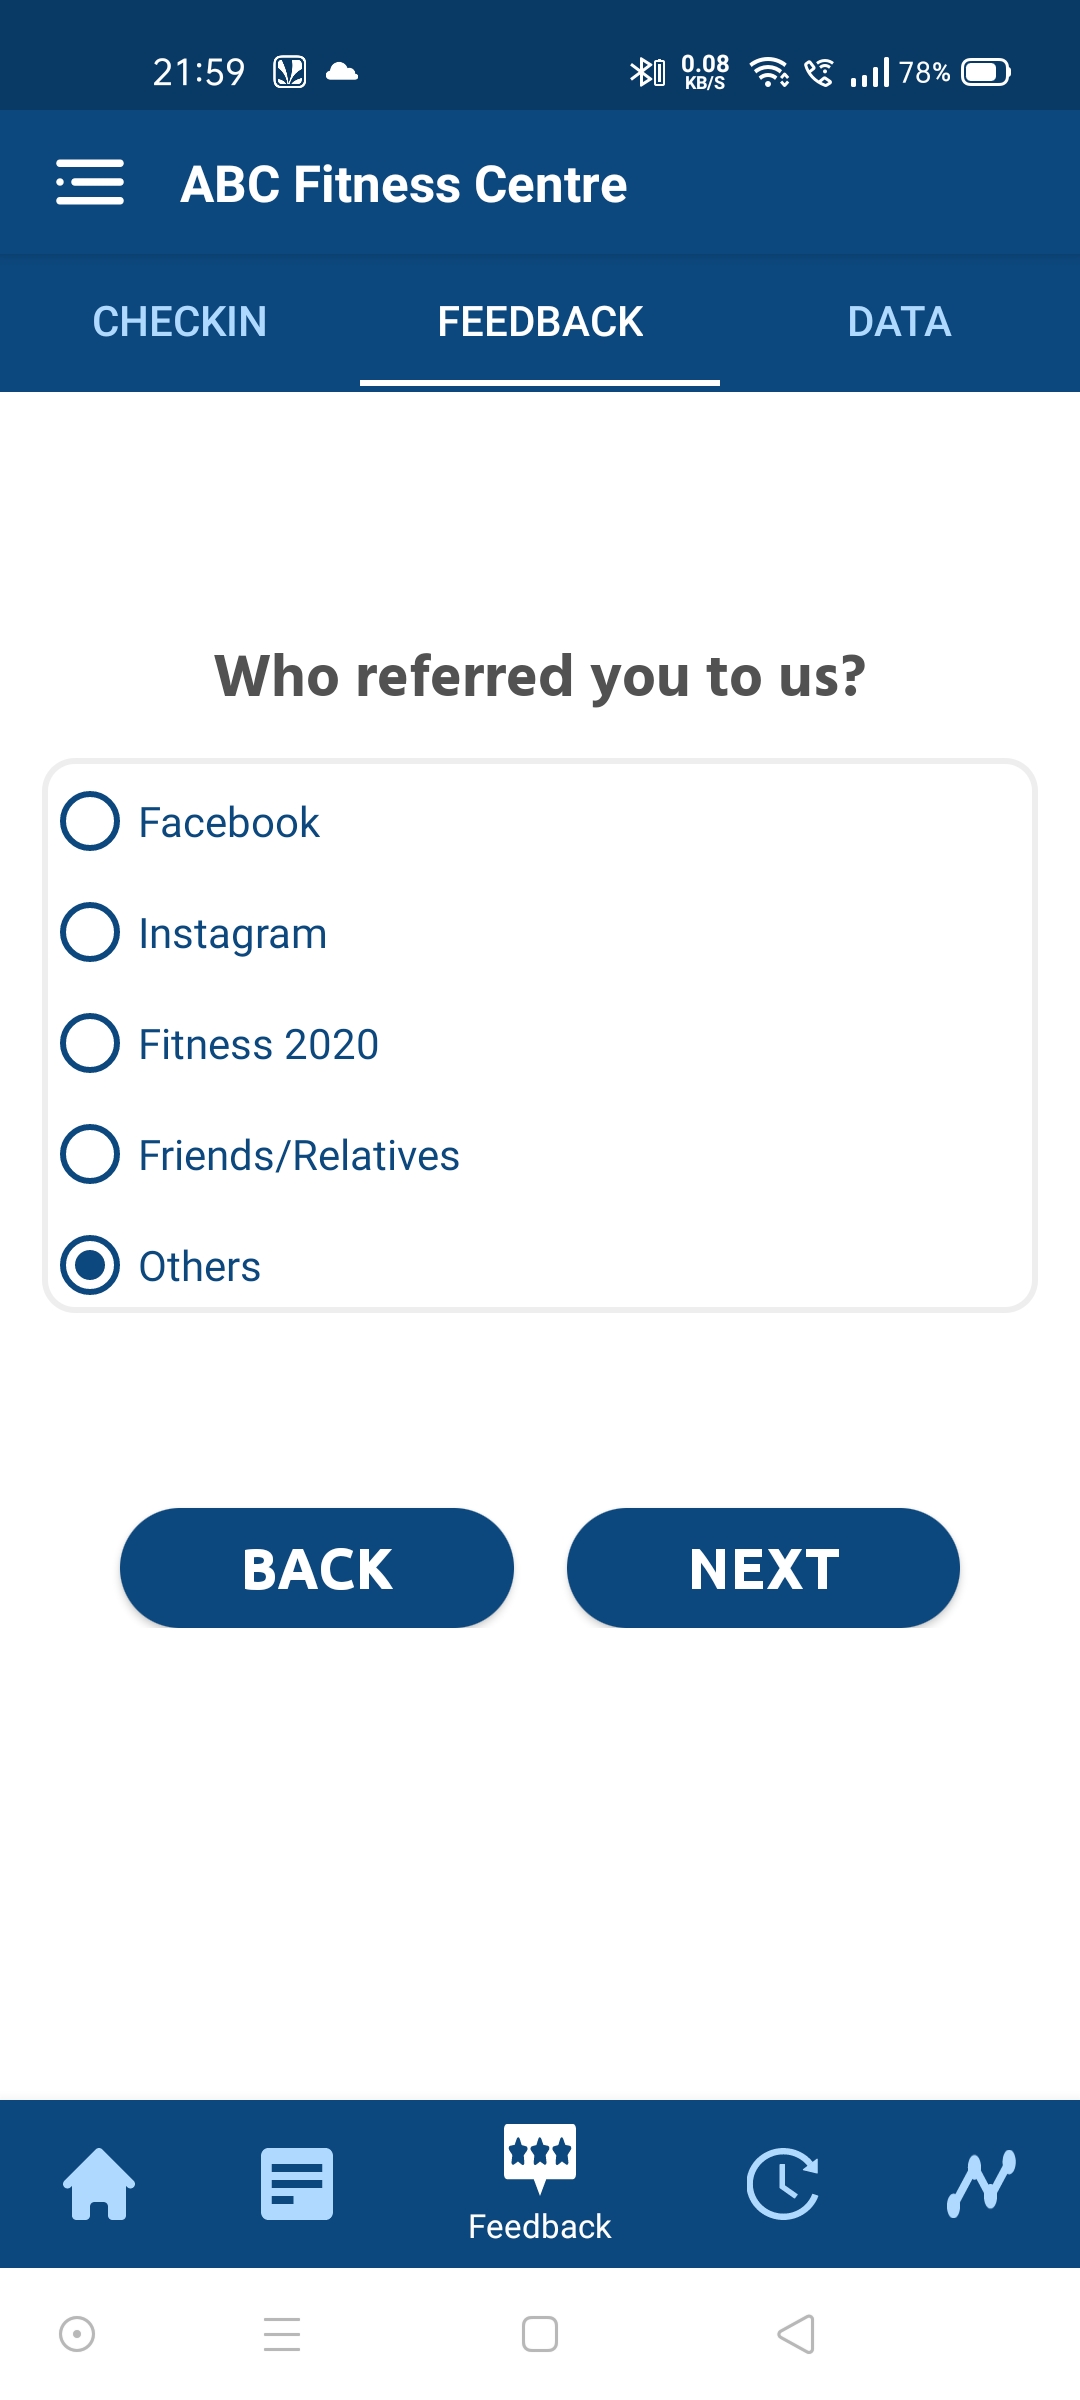 21:59 0.08 KB/S 78%
ABC Fitness Centre
CHECKIN FEEDBACK DATA
Who referred you to us?
Facebook
Instagram
Fitness 2020
Friends/Relatives
Others
BACK NEXT
Feedback